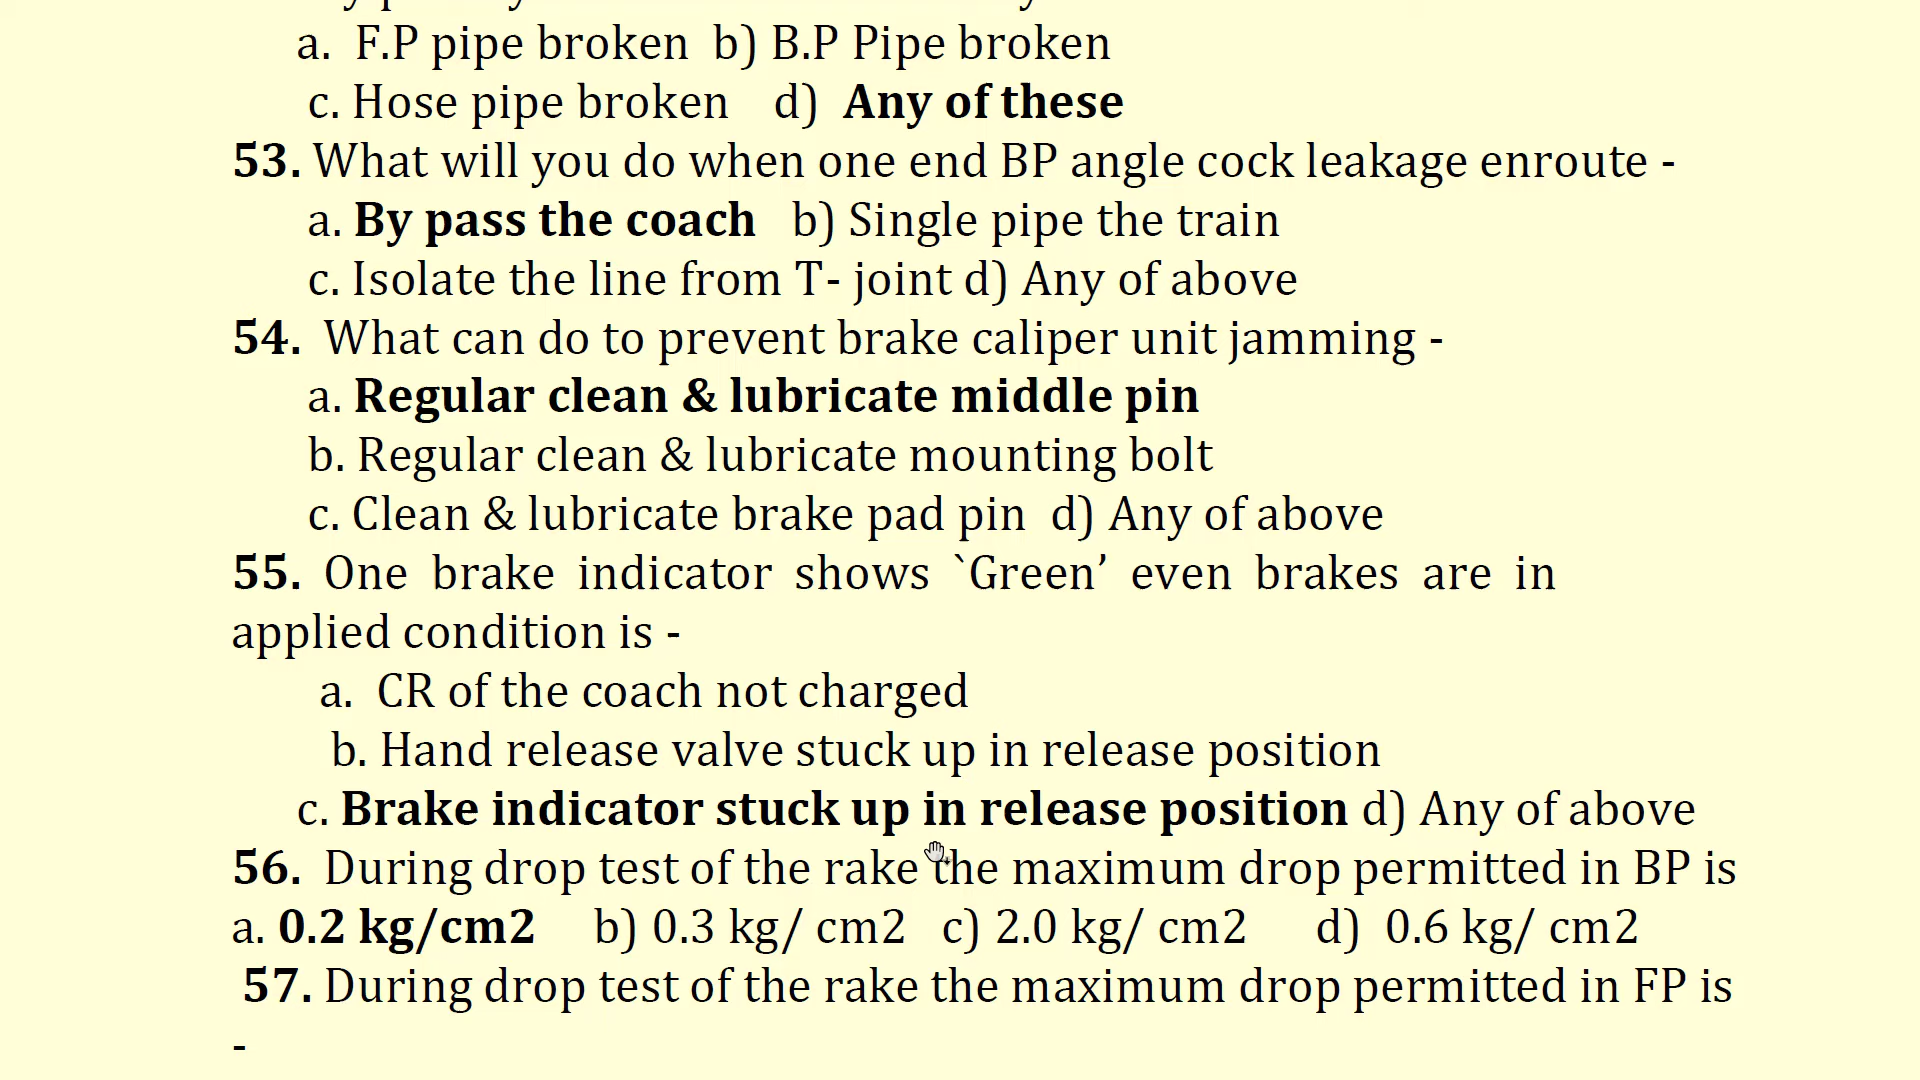 a. F.P pipe broken b) B.P Pipe broken
c. Hose pipe broken d) Any of these
53. What will you do when one end BP angle cock leakage enroute -
a. By pass the coach b) Single pipe the train
c. Isolate the line from T- joint d) Any of above
54. What can do to prevent brake caliper unit jamming -
a. Regular clean & lubricate middle pin
b. Regular clean & lubricate mounting bolt
c. Clean & lubricate brake pad pin d) Any of above
55. One brake indicator shows `Green’ even brakes are in
applied condition is -
a. CR of the coach not charged
b. Hand release valve stuck up in release position
c. Brake indicator stuck up in release position d) Any of above
56. During drop test of the rake the maximum drop permitted in BP is
a. 0.2 kg/cm2 b) 0.3 kg/ cm2 c) 2.0 kg/ cm2 d) 0.6 kg/ cm2
57. During drop test of the rake the maximum drop permitted in FP is
-